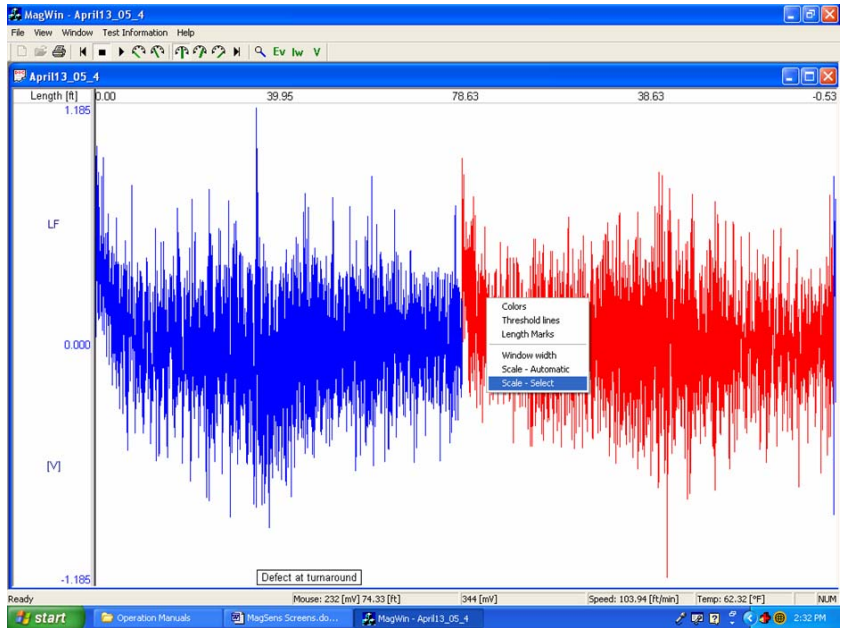 MagWin - April13_05_4
File View Window Test Information Help
Ev Iw V
April13_05_4
Length [ft] 0.00 39.95 78.63 38.63 -0.53
1.185
LF
0.000
[V]
-1.185
Colors
Threshold lines
Length Marks
Window width
Scale - Automatic
Scale - Select
Defect at turnaround
Ready Mouse: 232 [mV] 74.33 [ft] 344 [mV] Speed: 103.94 [ft/min] Temp: 62.32 [°F] NUM
start Operation Manuals MagSens Screens.do... MagWin - April13_05_4 2:32 PM